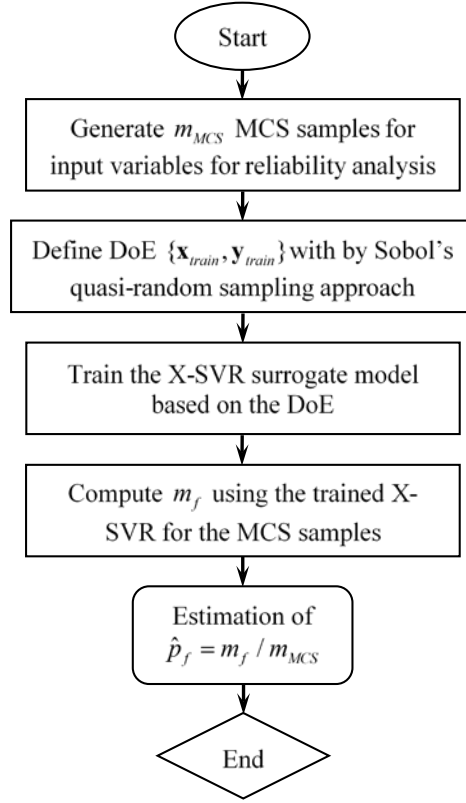 Start
Generate m_MCS MCS samples for
input variables for reliability analysis
Define DoE {x_train, y_train} with by Sobol's
quasi-random sampling approach
Train the X-SVR surrogate model
based on the DoE
Compute m_f using the trained X-
SVR for the MCS samples
Estimation of
p̂_f = m_f / m_MCS
End